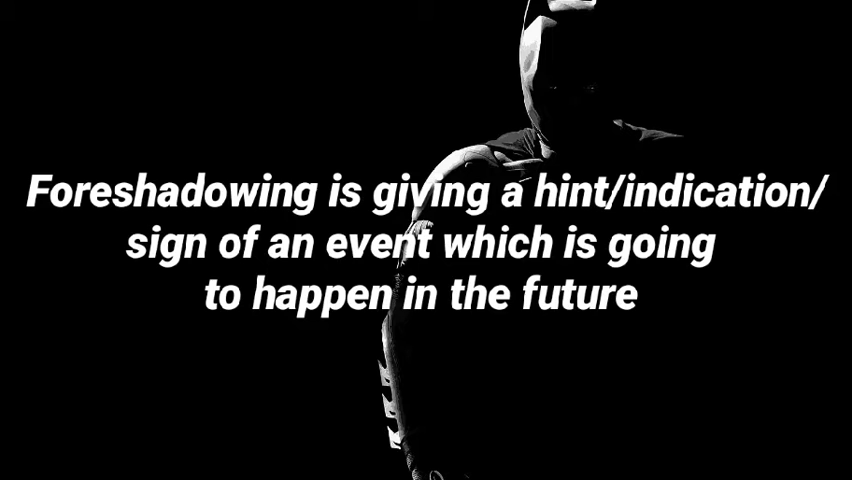 Foreshadowing is giving a hint/indication/
sign of an event which is going
to happen in the future